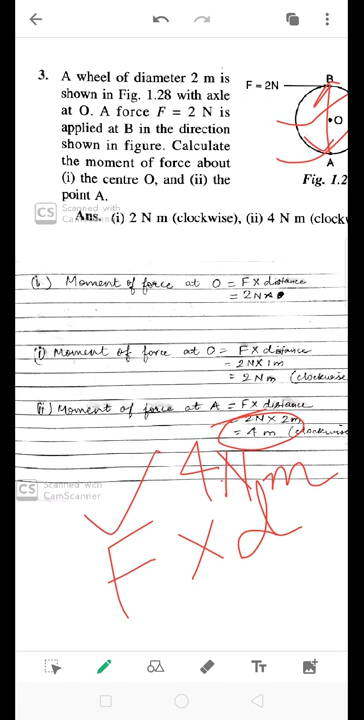 3. A wheel of diameter 2 m is
shown in Fig. 1.28 with axle
at O. A force F = 2 N is
applied at B in the direction
shown in figure. Calculate
the moment of force about
(i) the centre O, and (ii) the
point A.
F = 2N
B
O
A
Fig. 1.2
CS Scanned with
CamScanner
Ans. (i) 2 N m (clockwise), (ii) 4 N m (clock
(i) Moment of force at O = F × distance
= 2N ×
(i) Moment of force at O = F × distance
= 2N × 1m
= 2Nm (clockwise
(ii) Moment of force at A = F × distance
= 2N × 2m
= 4 m (clockwise
4N m
CS Scanned with
CamScanner
F × d
TT